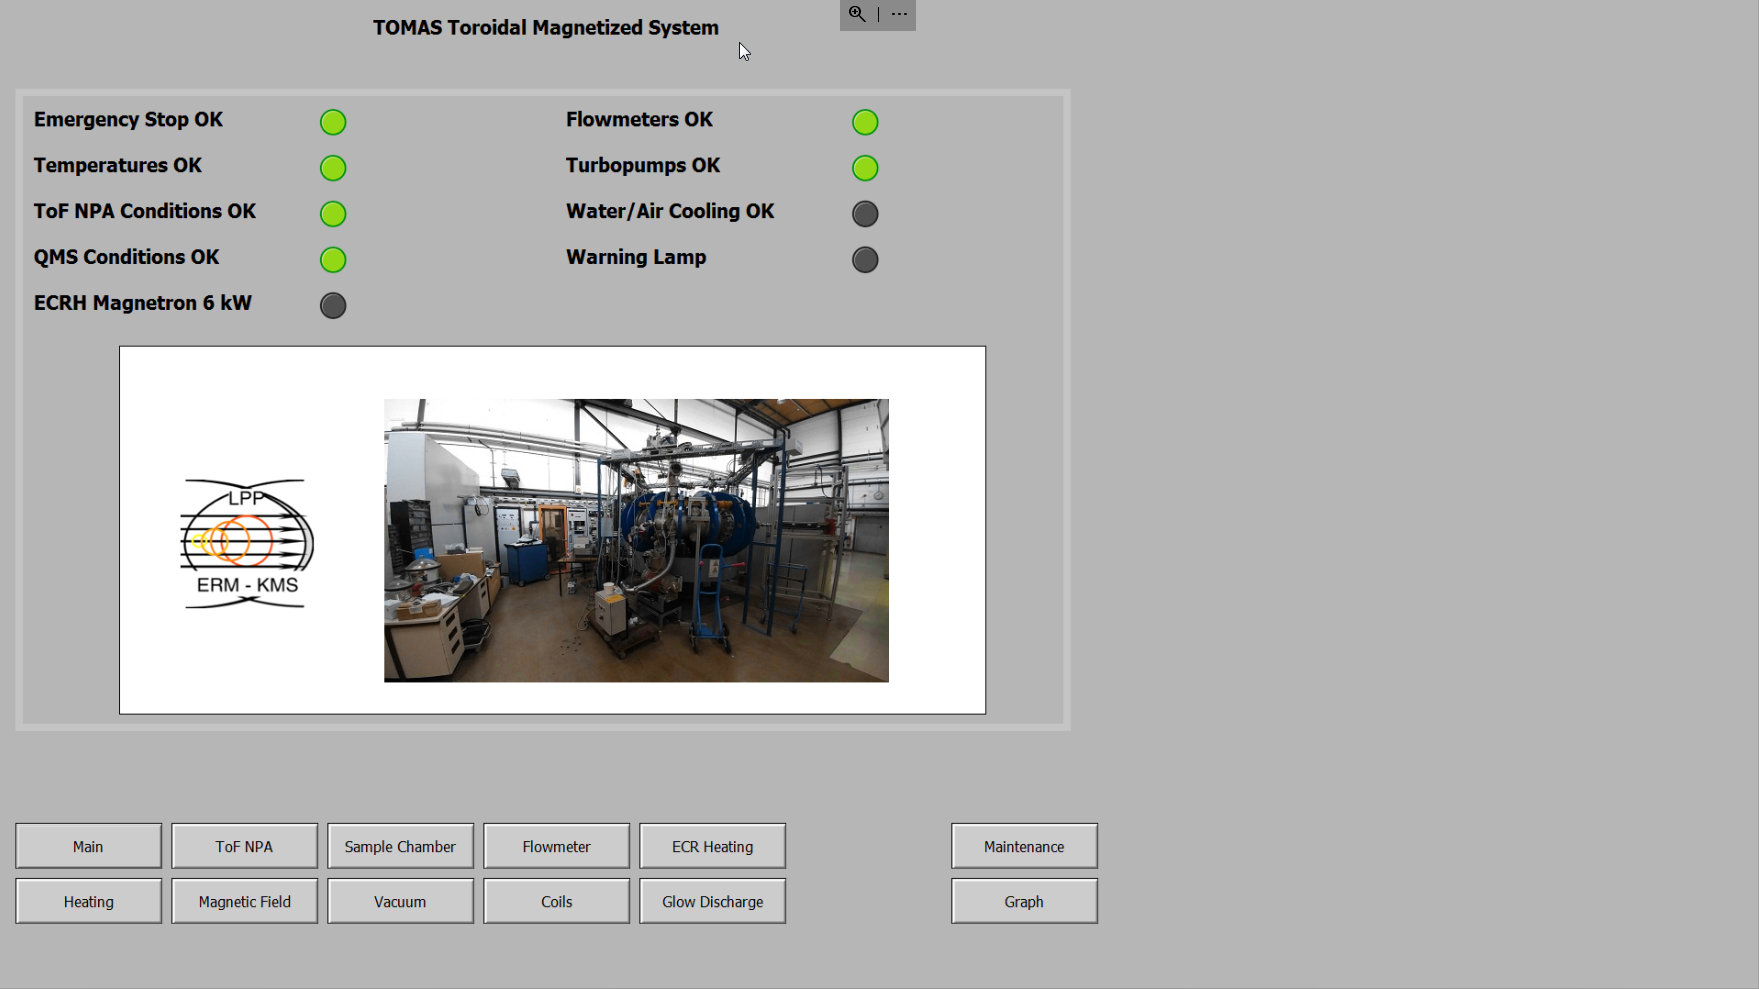 TOMAS Toroidal Magnetized System
Emergency Stop OK
Flowmeters OK
Temperatures OK
Turbopumps OK
ToF NPA Conditions OK
Water/Air Cooling OK
QMS Conditions OK
Warning Lamp
ECRH Magnetron 6 kW
LPP
ERM - KMS
Main
ToF NPA
Sample Chamber
Flowmeter
ECR Heating
Maintenance
Heating
Magnetic Field
Vacuum
Coils
Glow Discharge
Graph